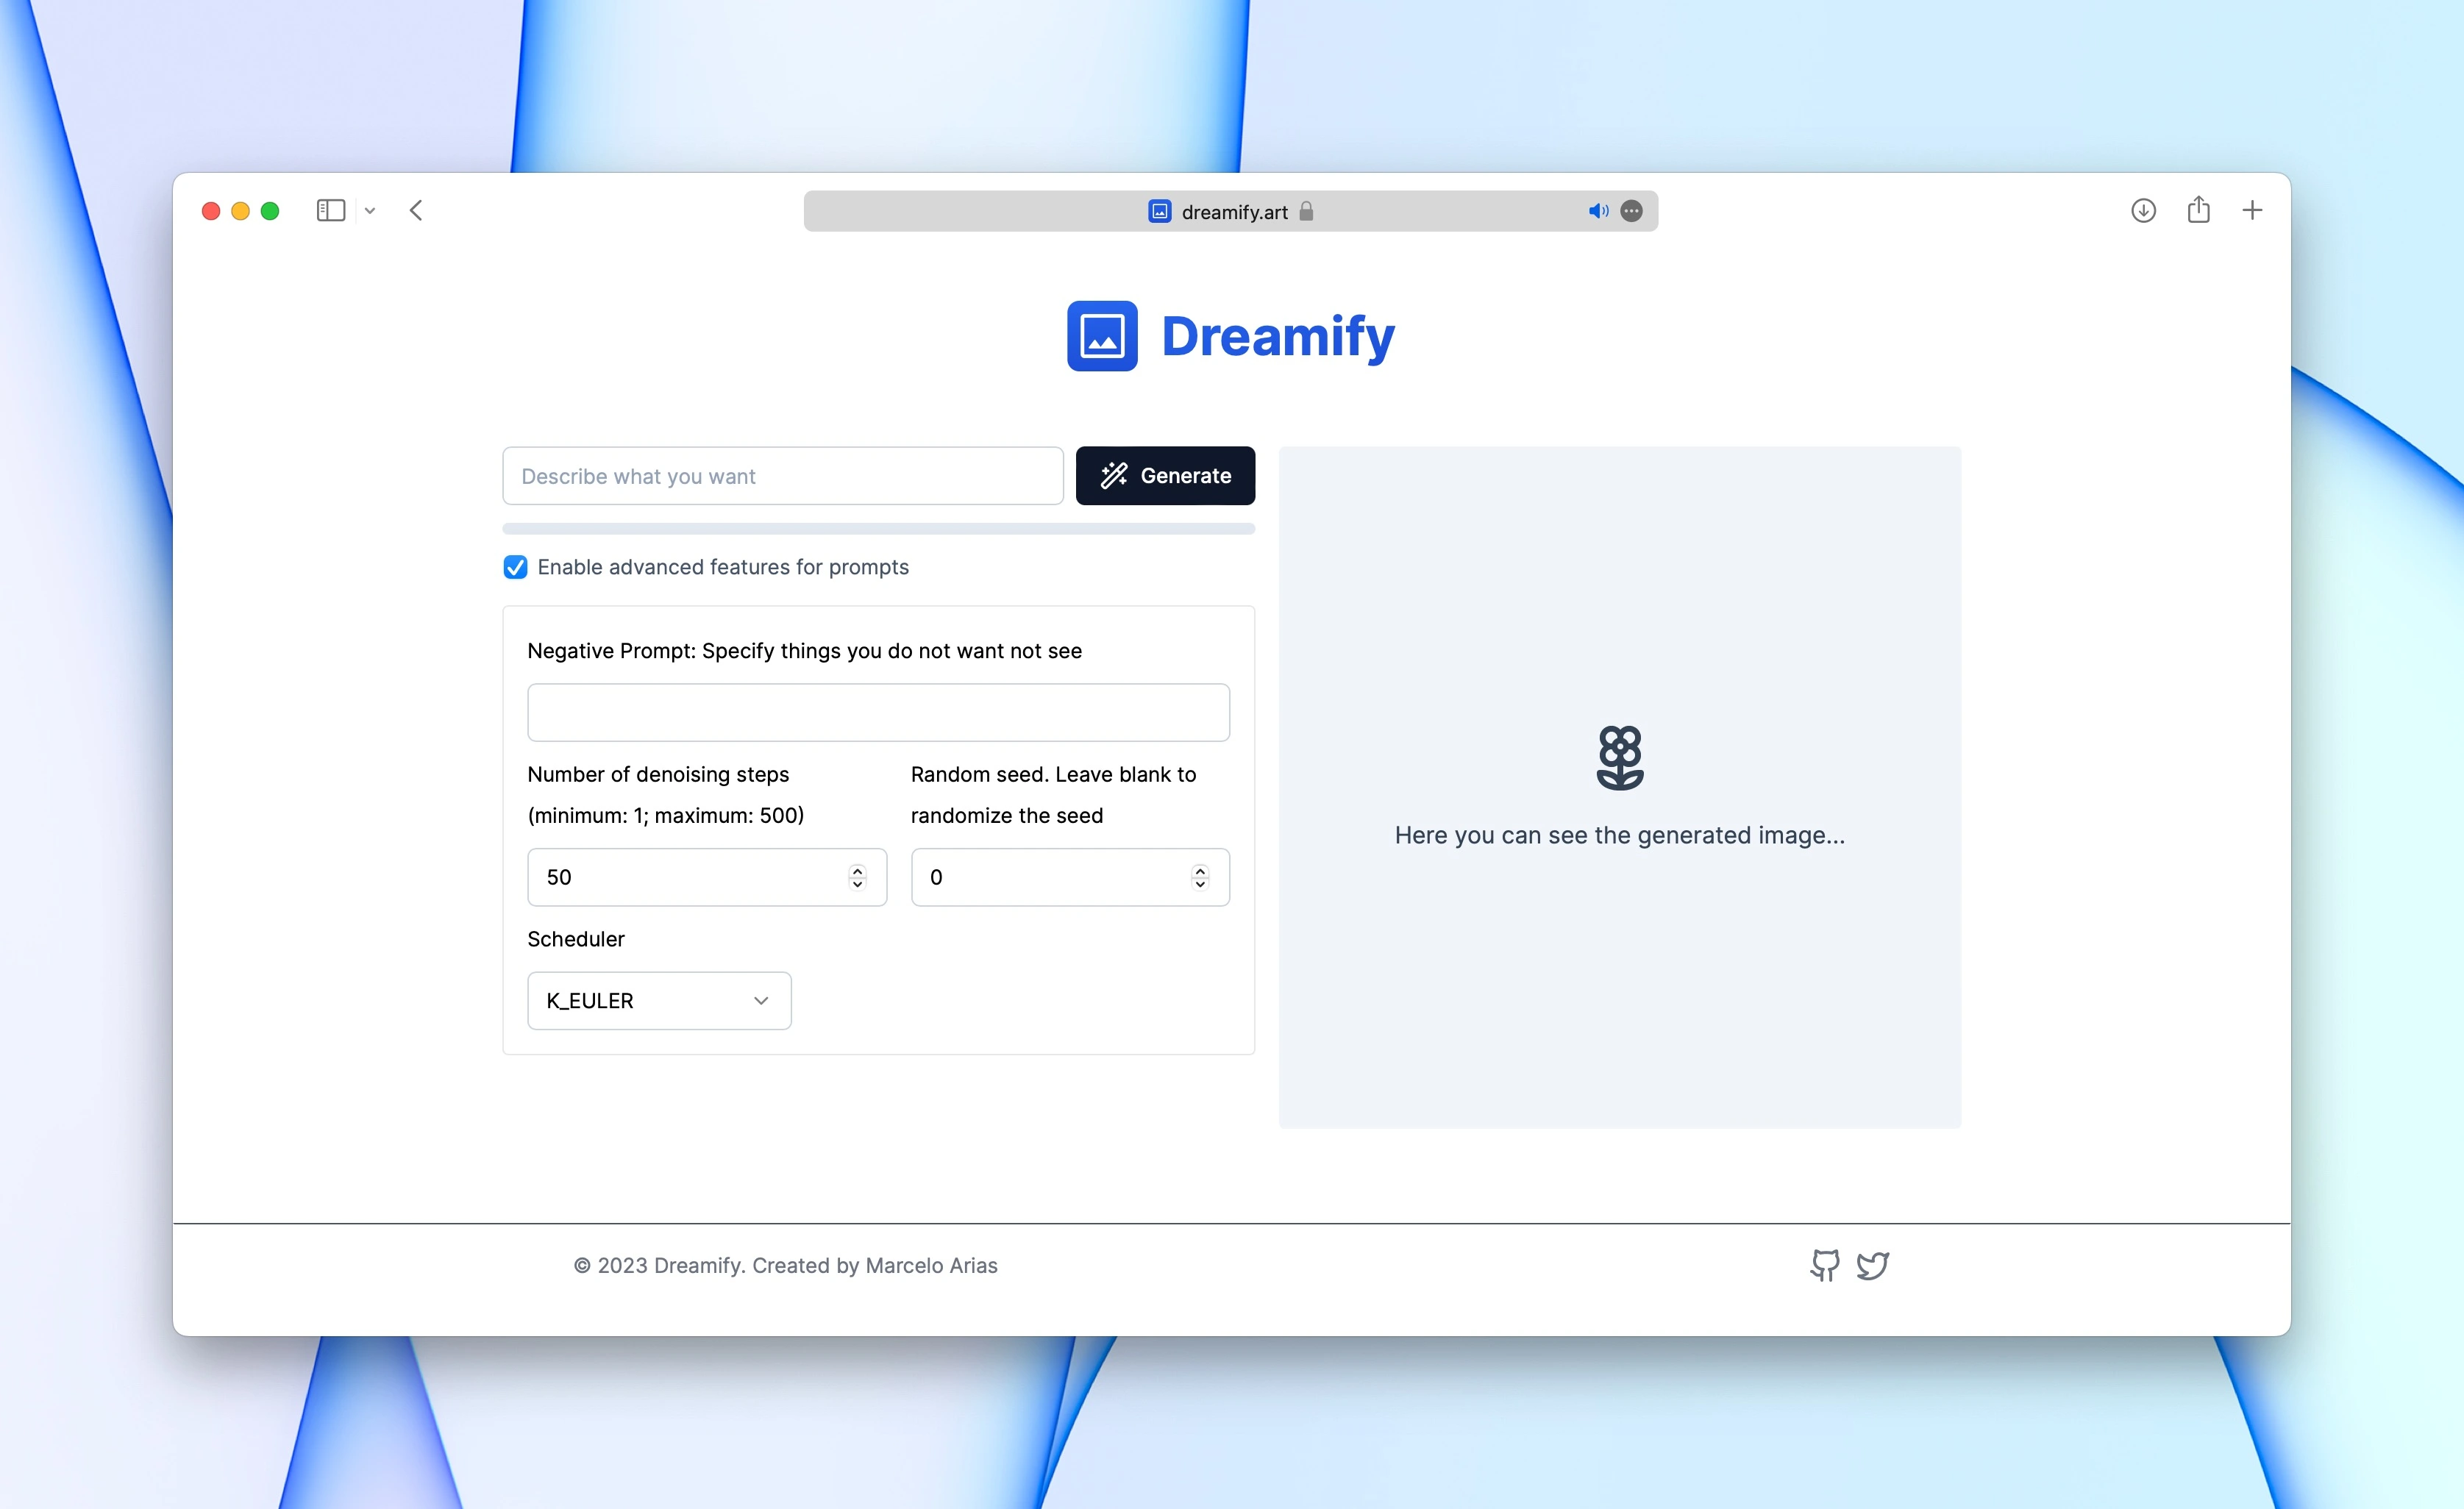 dreamify.art
Dreamify
Describe what you want
Generate
Enable advanced features for prompts
Negative Prompt: Specify things you do not want not see
Number of denoising steps
(minimum: 1; maximum: 500)
50
Random seed. Leave blank to
randomize the seed
0
Scheduler
K_EULER
Here you can see the generated image...
© 2023 Dreamify. Created by Marcelo Arias